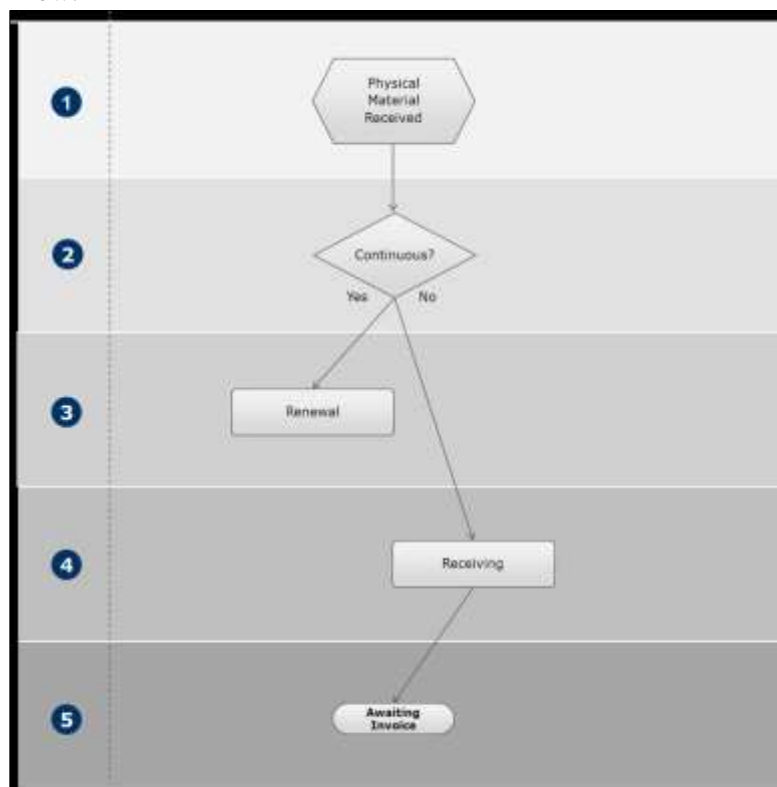 1
Physical
Material
Received
2
Continuous?
Yes No
3
Renewal
4
Receiving
5
Awaiting
Invoice